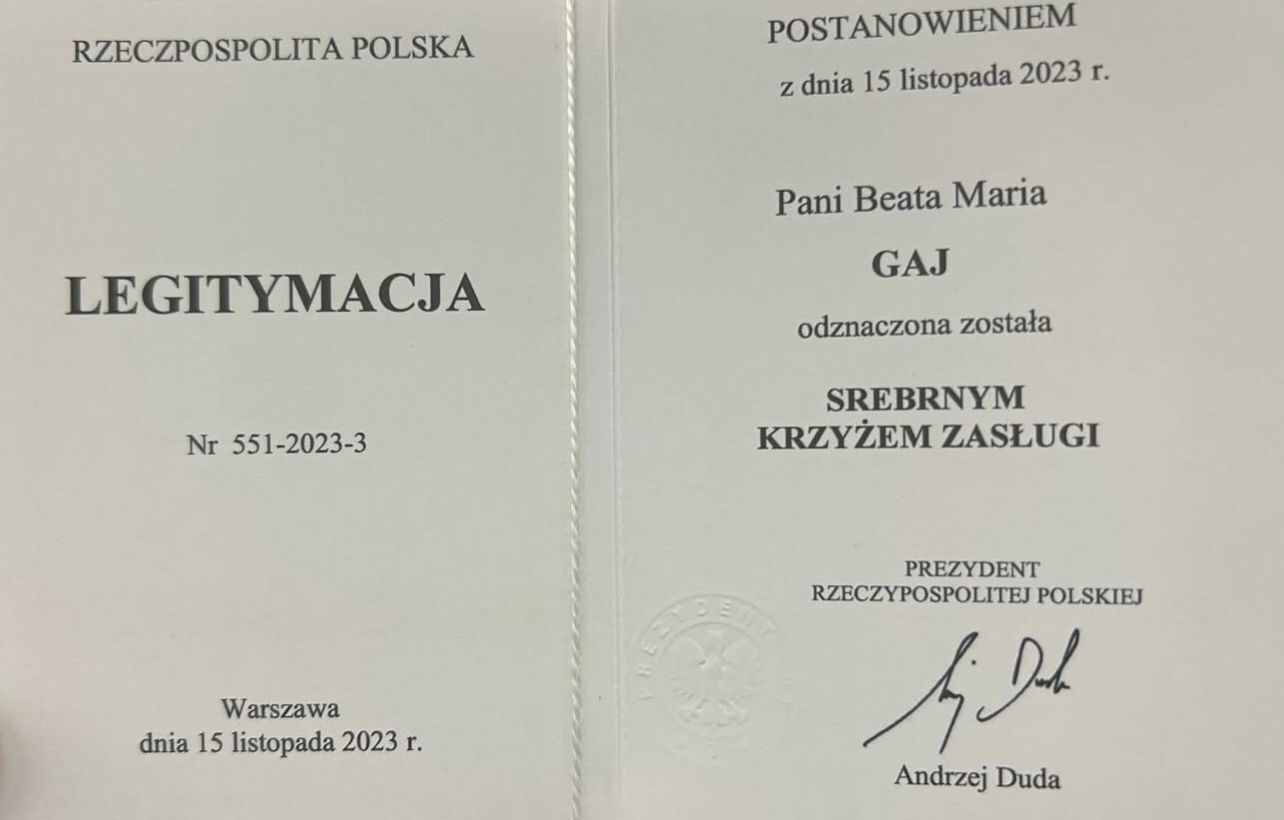 RZECZPOSPOLITA POLSKA
LEGITYMACJA
Nr 551-2023-3
Warszawa
dnia 15 listopada 2023 r.
POSTANOWIENIEM
z dnia 15 listopada 2023 r.
Pani Beata Maria
GAJ
odznaczona została
SREBRNYM
KRZYŻEM ZASŁUGI
PREZYDENT
RZECZYPOSPOLITEJ POLSKIEJ
PREZYDENT
Andrzej Duda